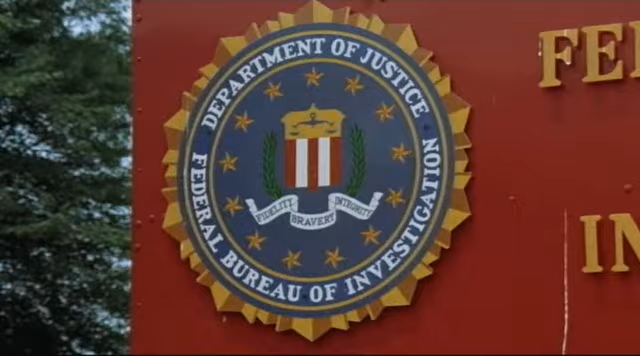 DEPARTMENT OF JUSTICE
FE
FIDELITY BRAVERY INTEGRITY
IN
FEDERAL BUREAU OF INVESTIGATION